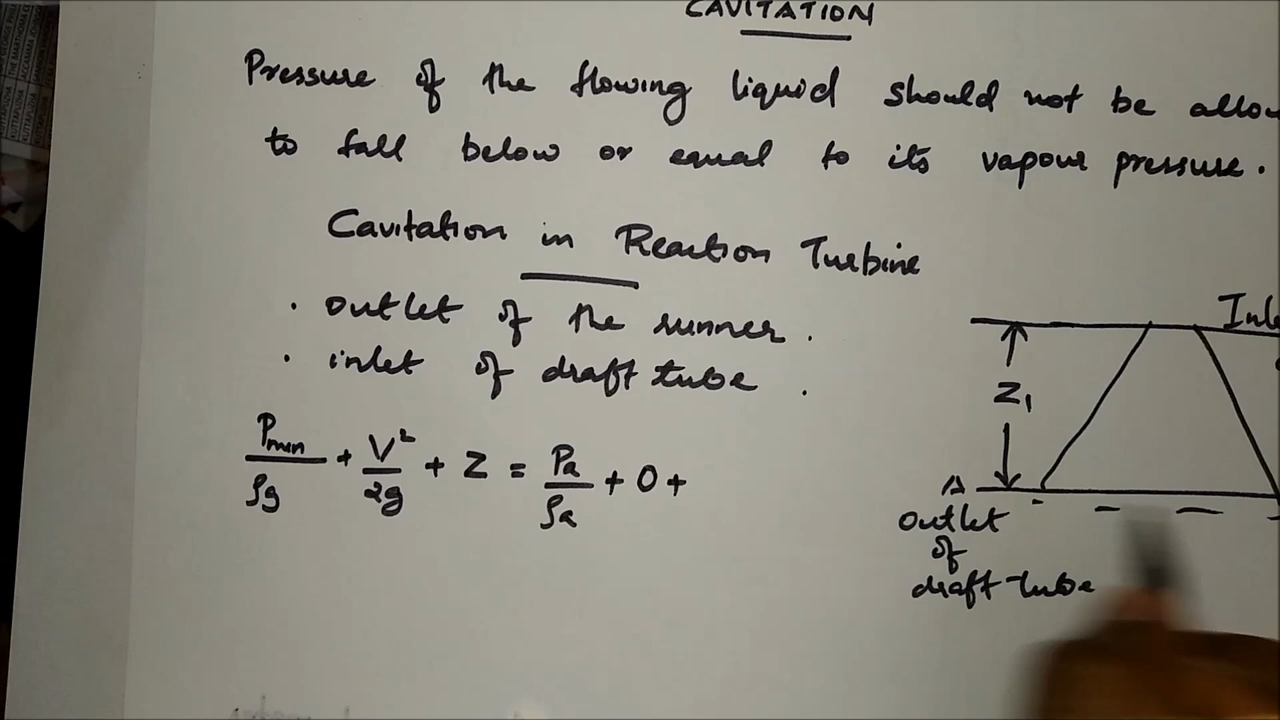 CAVITATION
Pressure of the flowing liquid should not be allow
to fall below or equal to its vapour pressure.
Cavitation in Reaction Turbine
· outlet of the runner.
· inlet of draft tube.
Pmin/ρg + V²/2g + Z = Pa/ρa + 0 +
Inle
Z₁
outlet
of
draft tube